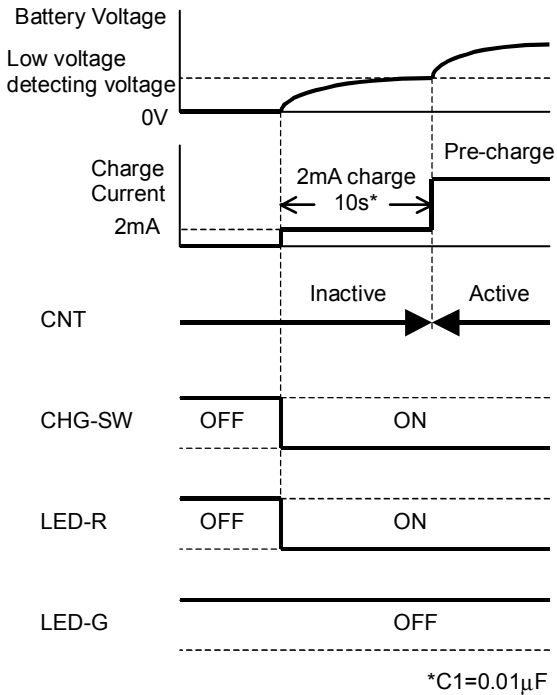 Battery Voltage
Low voltage
detecting voltage
0V
Pre-charge
Charge
Current
2mA charge
10s*
2mA
Inactive
Active
CNT
CHG-SW
OFF
ON
LED-R
OFF
ON
LED-G
OFF
*C1=0.01μF